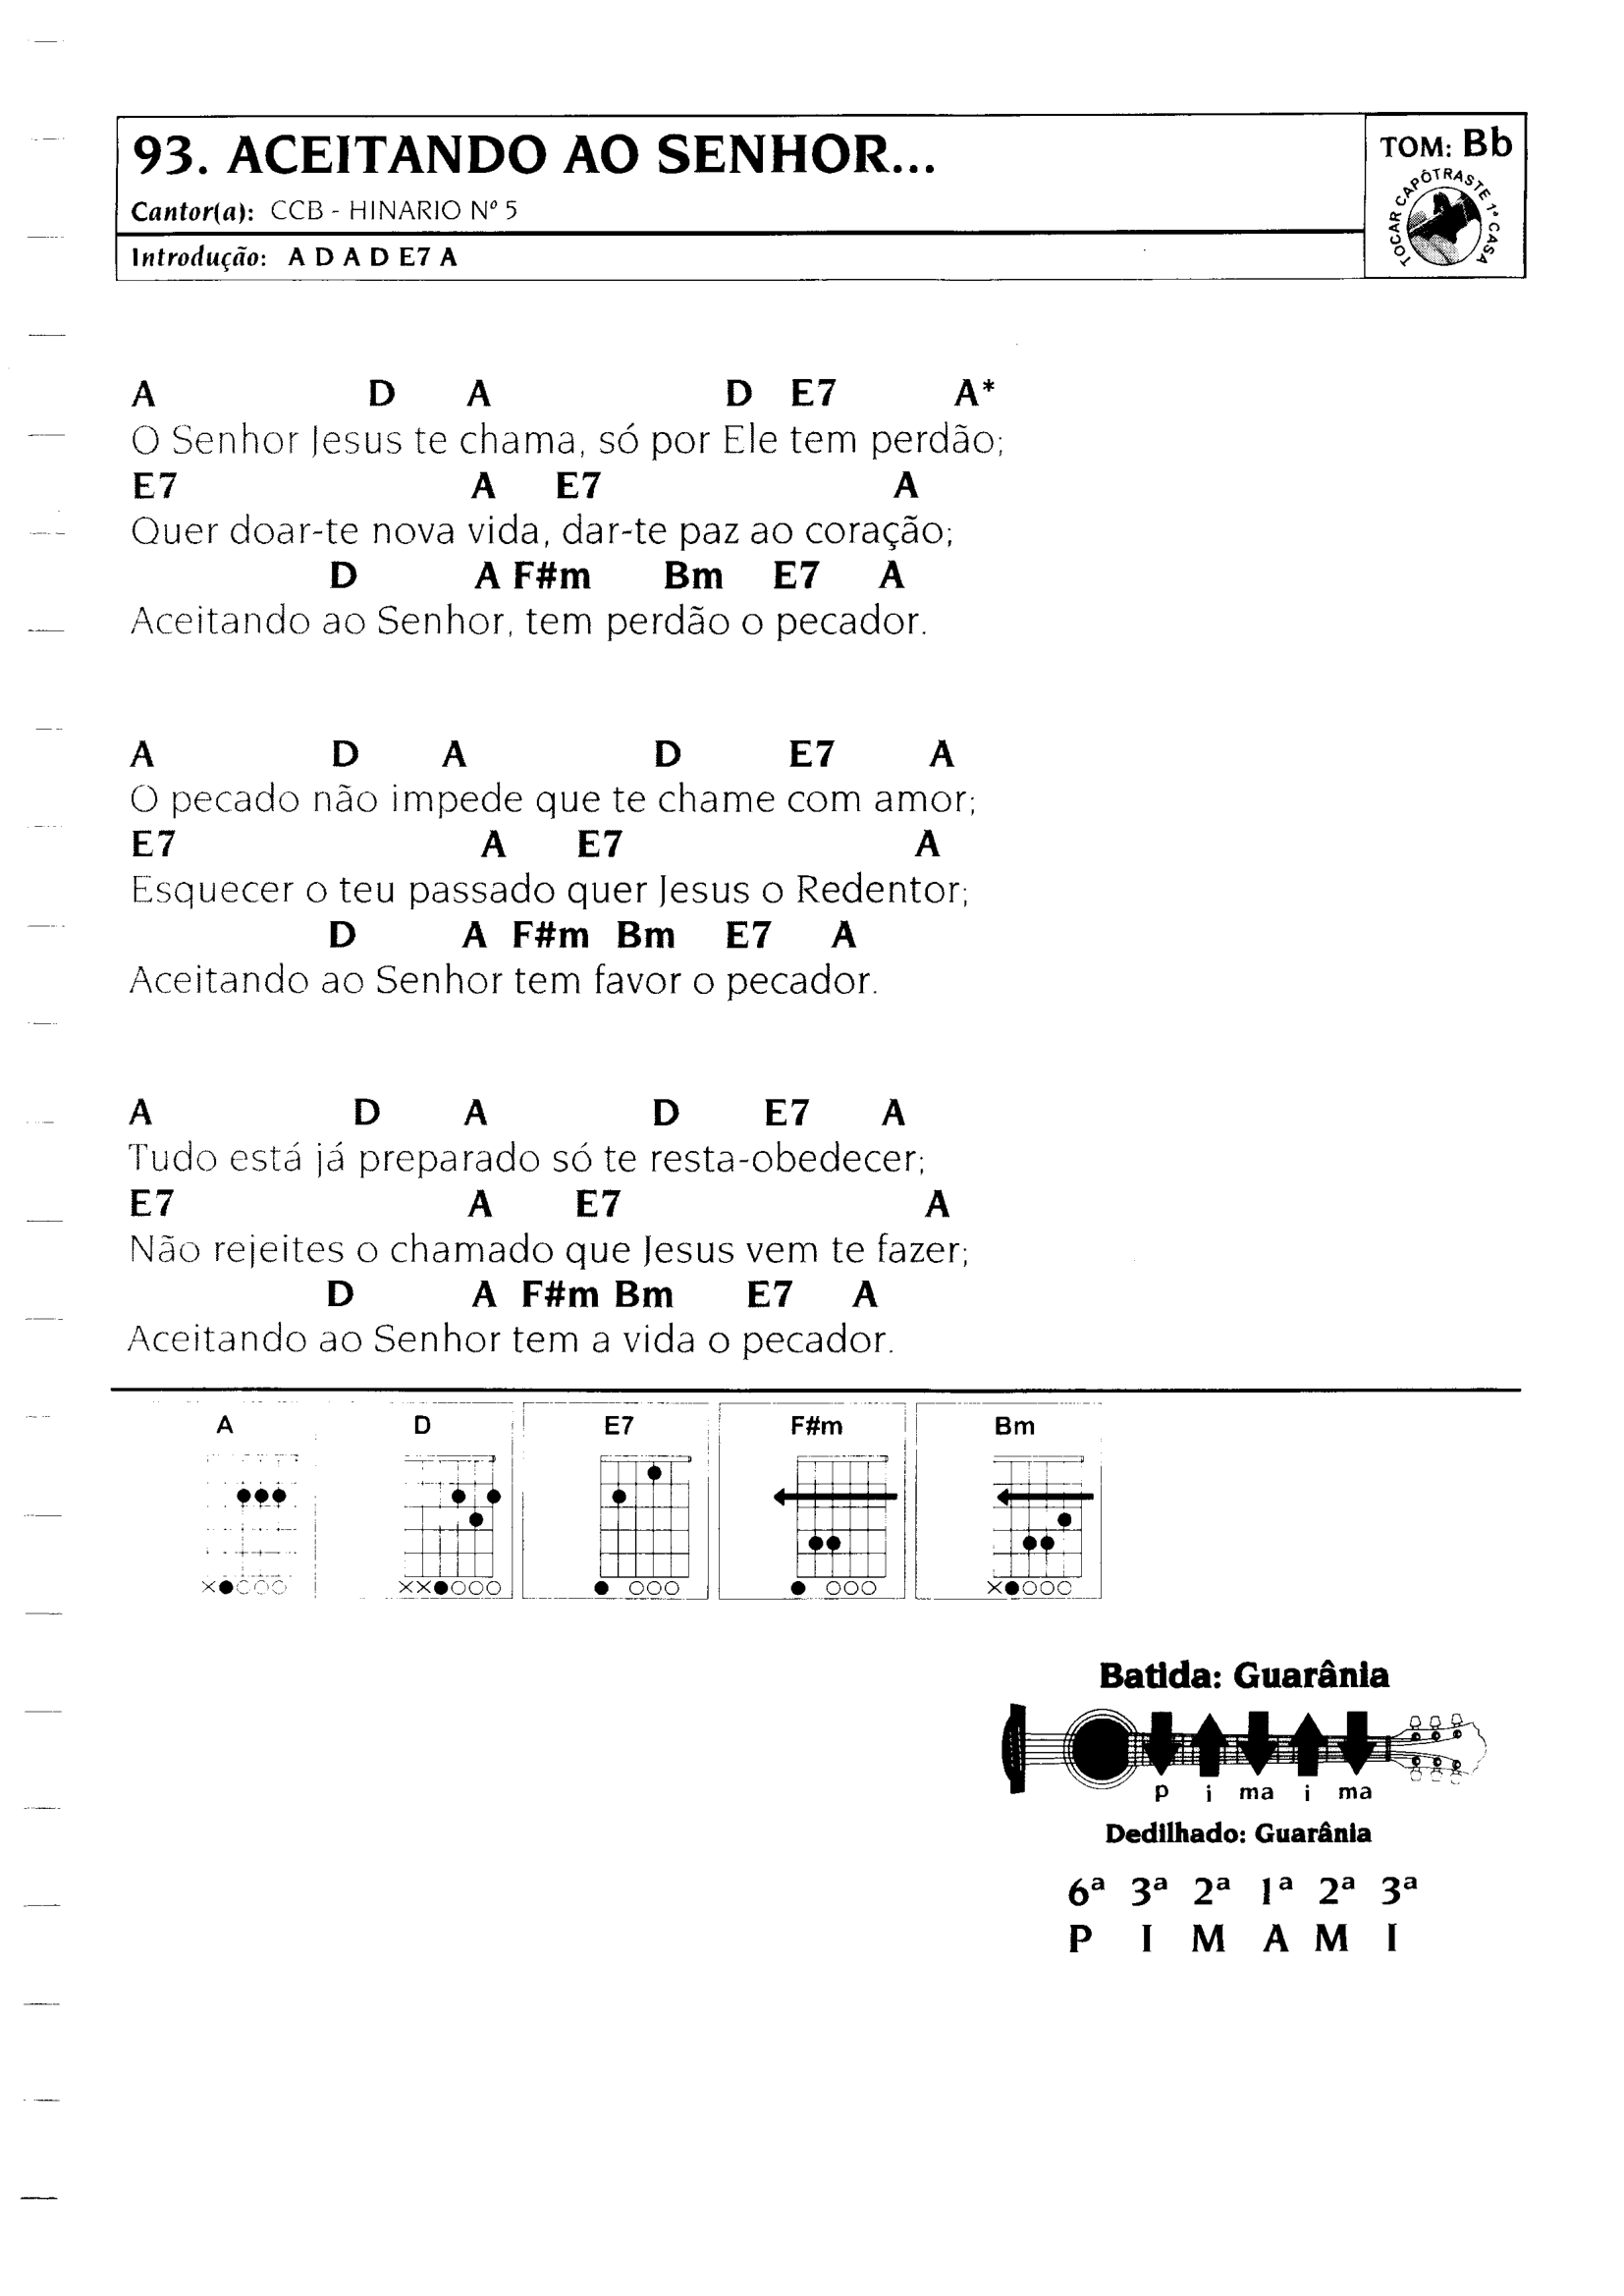 93. ACEITANDO AO SENHOR...
TOM: Bb
Cantor(a): CCB - HINARIO Nº 5
TOCAR CAPÔTRASTE 1ª CASA
Introdução: A D A D E7 A
A D A D E7 A*
O Senhor Jesus te chama, só por Ele tem perdão;
E7 A E7 A
Quer doar-te nova vida, dar-te paz ao coração;
D A F#m Bm E7 A
Aceitando ao Senhor, tem perdão o pecador.
A D A D E7 A
O pecado não impede que te chame com amor;
E7 A E7 A
Esquecer o teu passado quer Jesus o Redentor;
D A F#m Bm E7 A
Aceitando ao Senhor tem favor o pecador.
A D A D E7 A
Tudo está já preparado só te resta-obedecer;
E7 A E7 A
Não rejeites o chamado que Jesus vem te fazer;
D A F#m Bm E7 A
Aceitando ao Senhor tem a vida o pecador.
A D E7 F#m Bm
Batida: Guarânia
p i ma i ma
Dedilhado: Guarânia
6ª 3ª 2ª 1ª 2ª 3ª
P I M A M I